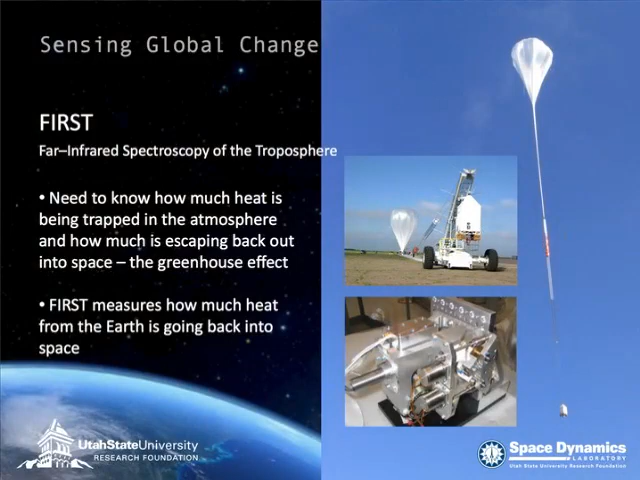 Sensing Global Change
FIRST
Far–Infrared Spectroscopy of the Troposphere
• Need to know how much heat is
being trapped in the atmosphere
and how much is escaping back out
into space – the greenhouse effect
• FIRST measures how much heat
from the Earth is going back into
space
UtahStateUniversity
RESEARCH FOUNDATION
Space Dynamics
LABORATORY
Utah State University Research Foundation